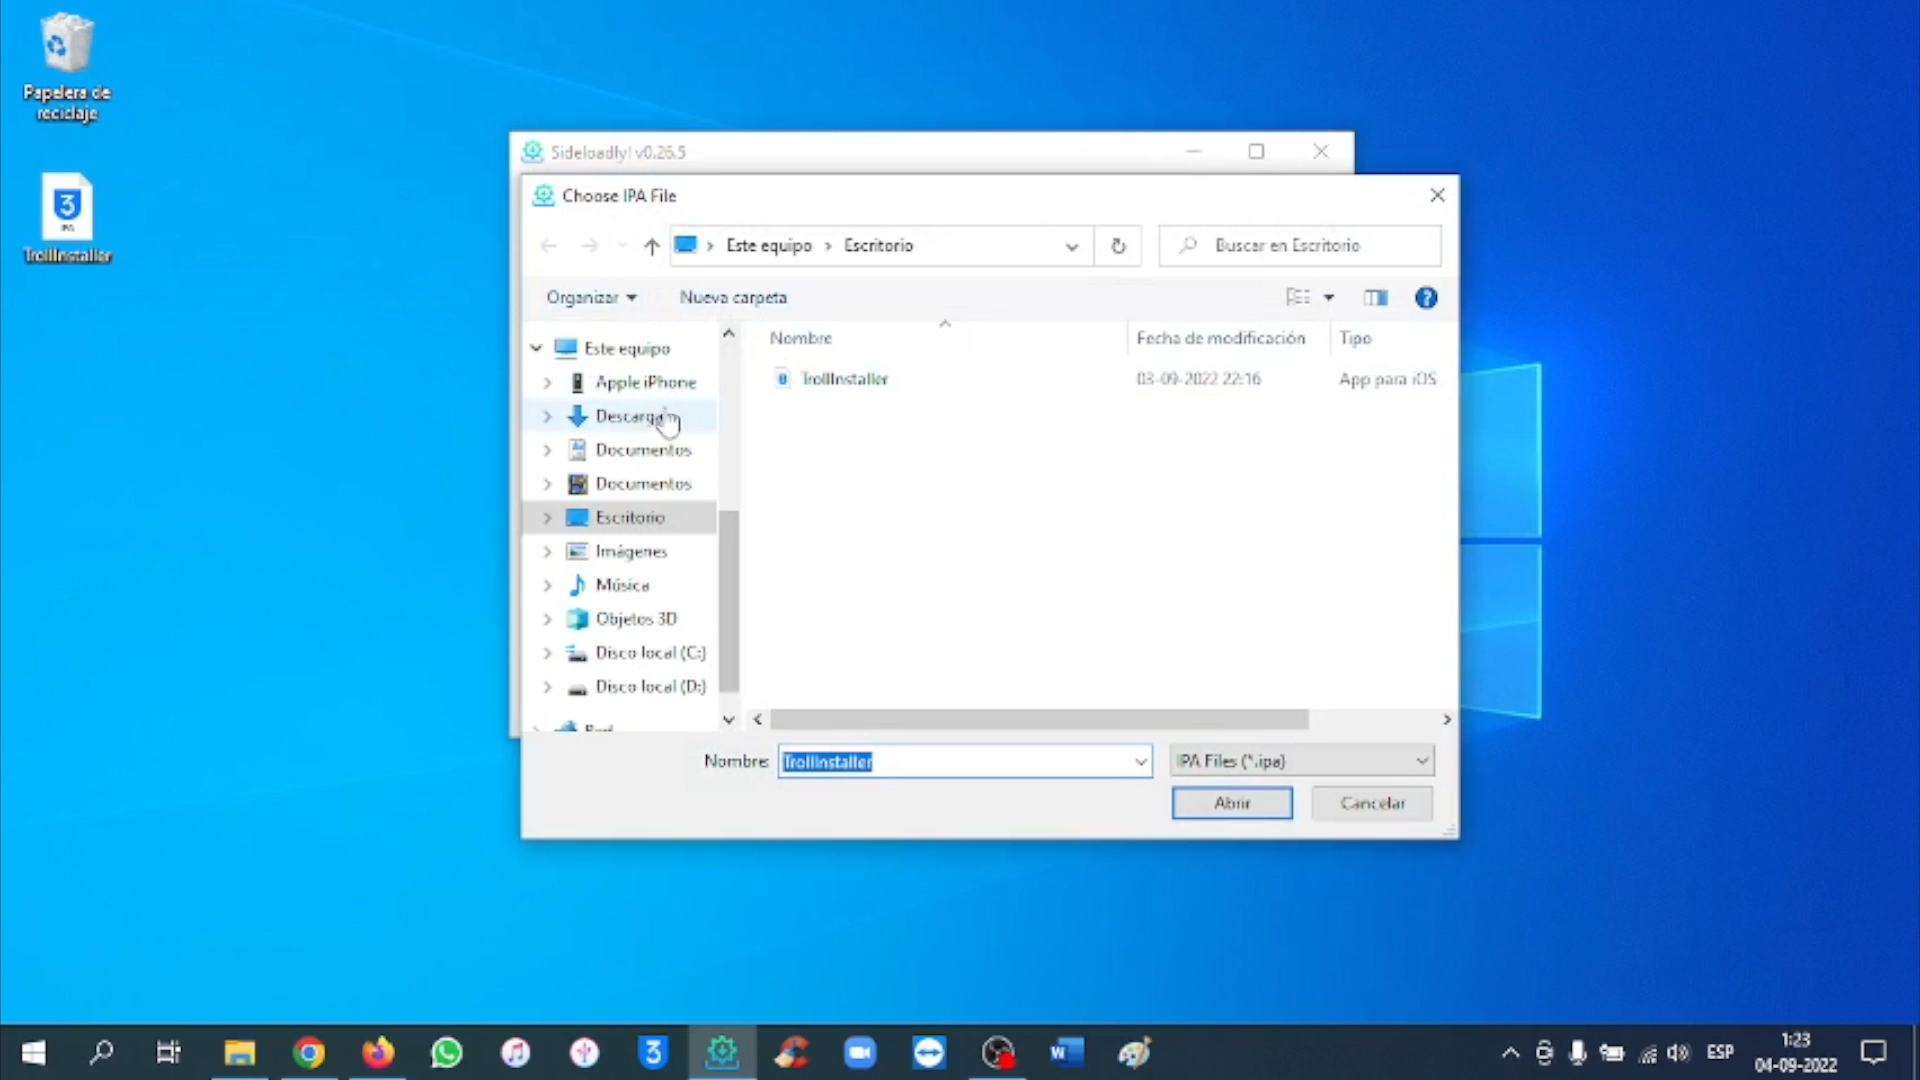 Papelera de
reciclaje
3
IPA
TrollInstaller
Sideloadly! v0.26.5
Choose IPA File
Este equipo
Escritorio
Buscar en Escritorio
Organizar
Nueva carpeta
?
Nombre
Fecha de modificación
Tipo
Este equipo
Apple iPhone
Documentos
Documentos
Escritorio
Imágenes
Música
Objetos 3D
Disco local (C:)
Disco local (D:)
TrollInstaller
03-09-2022 22:16
App para iOS
Nombre:
TrollInstaller
IPA Files (*.ipa)
Abrir
Cancelar
3
W
ESP
1:23
04-09-2022